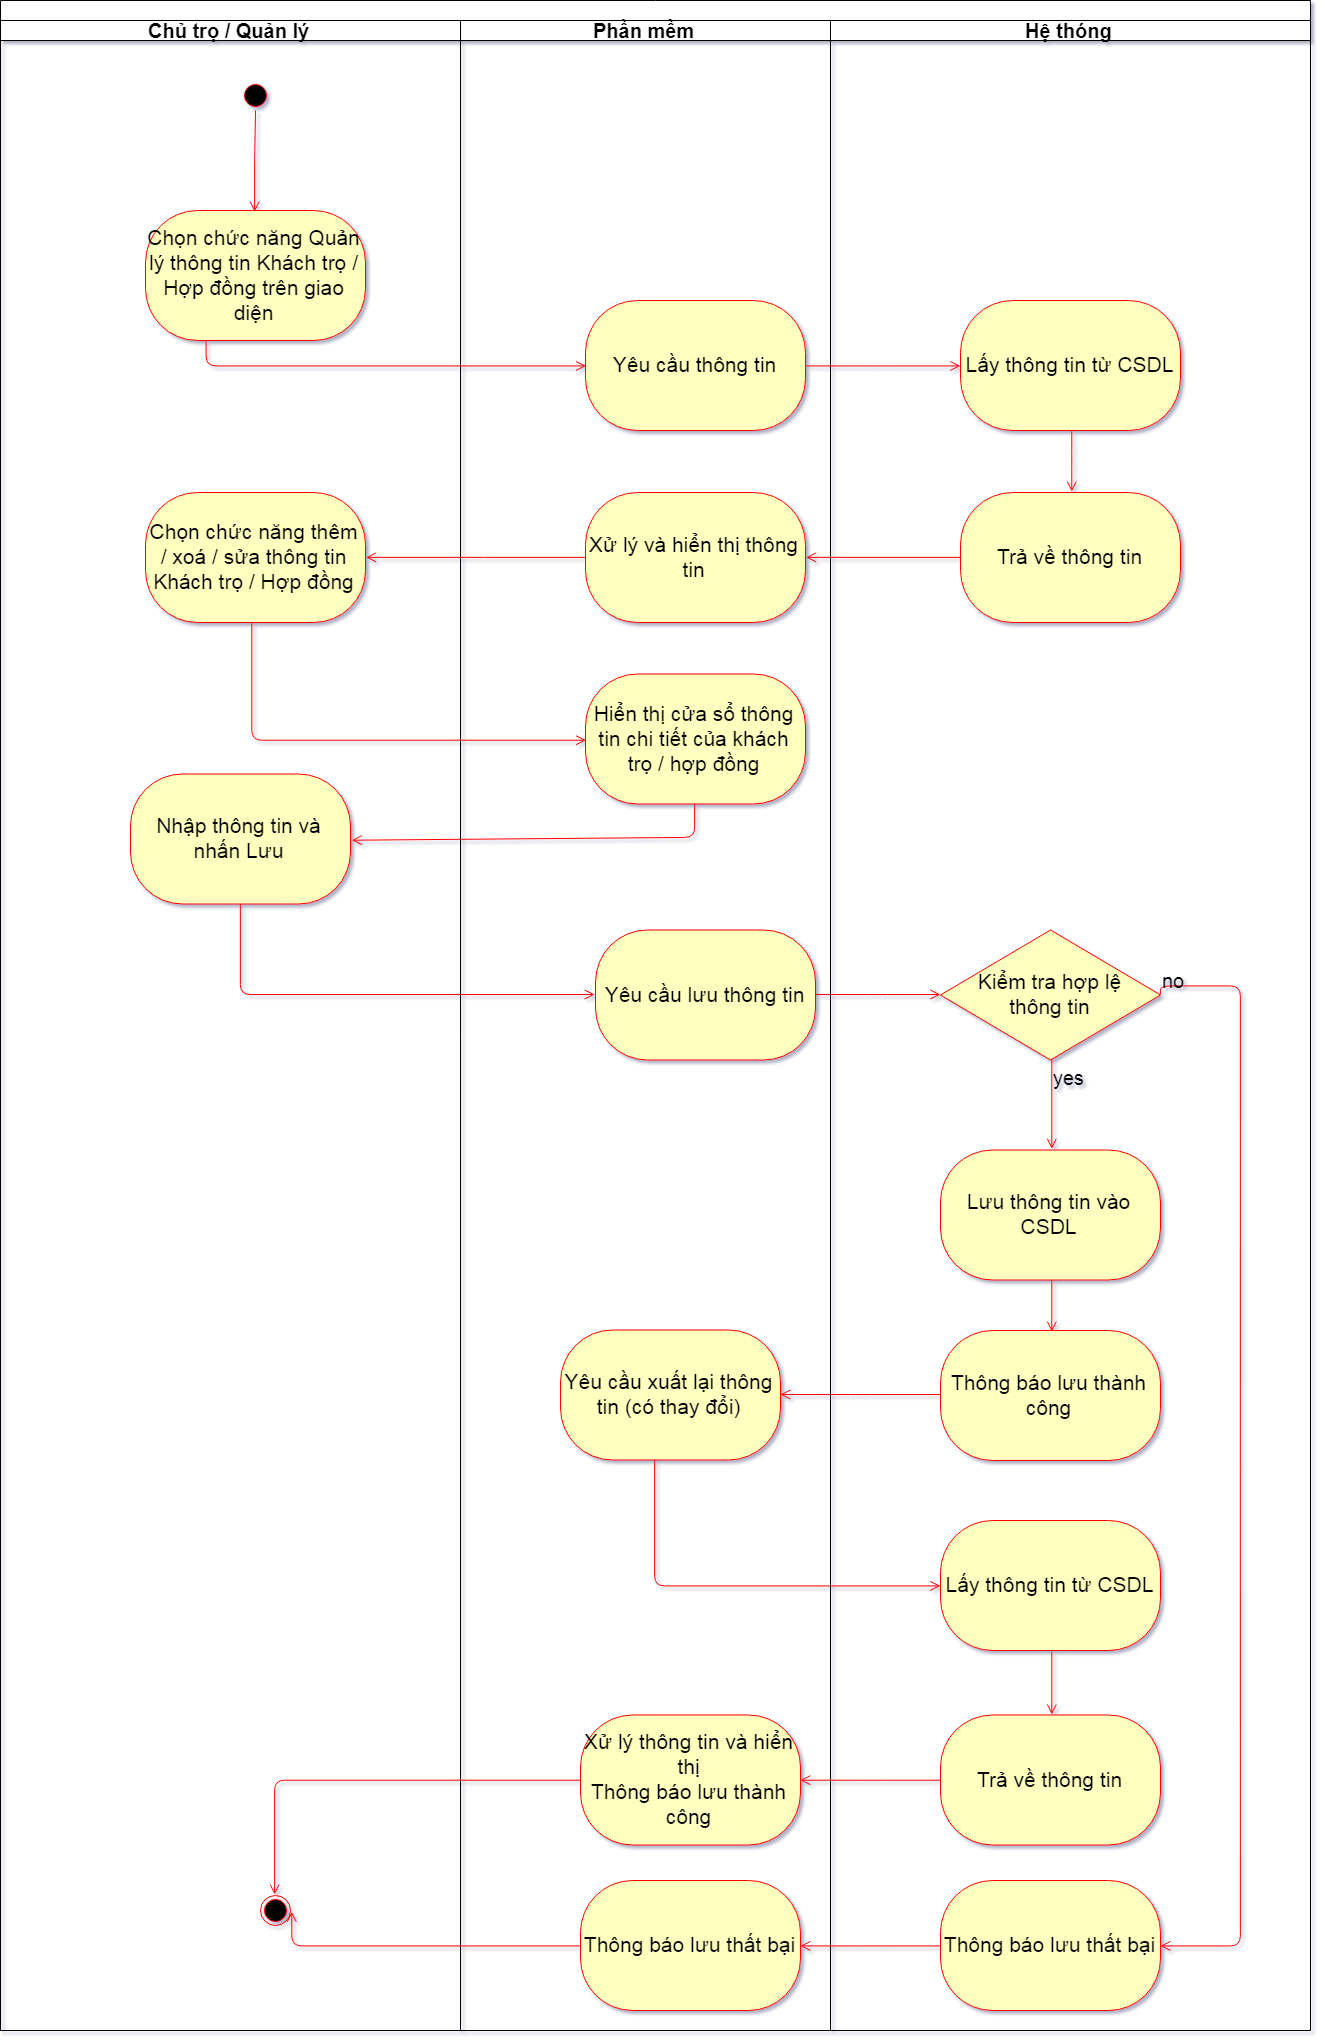 Chủ trọ / Quản lý
Phần mềm
Hệ thóng
Chọn chức năng Quản
lý thông tin Khách trọ /
Hợp đồng trên giao
diện
Yêu cầu thông tin
Lấy thông tin từ CSDL
Chọn chức năng thêm
/ xoá / sửa thông tin
Khách trọ / Hợp đồng
Xử lý và hiển thị thông
tin
Trả về thông tin
Hiển thị cửa sổ thông
tin chi tiết của khách
trọ / hợp đồng
Nhập thông tin và
nhấn Lưu
Yêu cầu lưu thông tin
Kiểm tra hợp lệ
thông tin
no
yes
Lưu thông tin vào
CSDL
Yêu cầu xuất lại thông
tin (có thay đổi)
Thông báo lưu thành
công
Lấy thông tin từ CSDL
Xử lý thông tin và hiển
thị
Thông báo lưu thành
công
Trả về thông tin
Thông báo lưu thất bại
Thông báo lưu thất bại